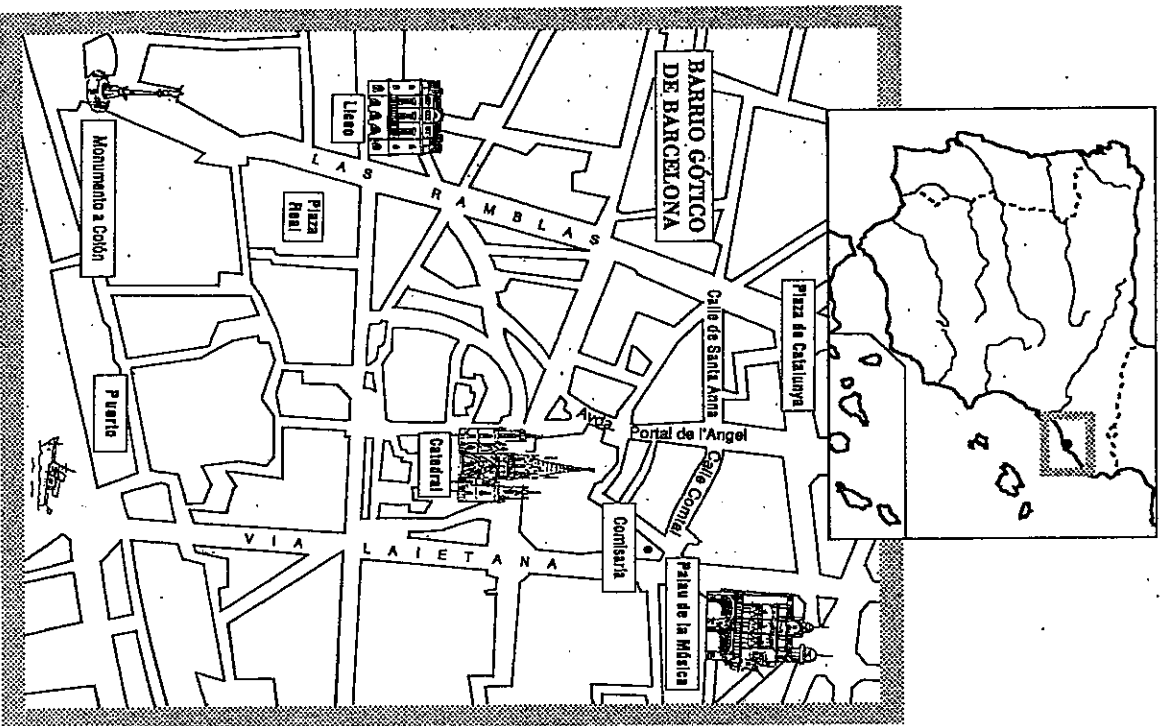 BARRIO GÓTICO
DE BARCELONA
Plaza de Catalunya
Calle de Santa Anna
Portal de l'Angel
Avda.
Calle Comtal
Palau de la Música
Comisaría
LAS RAMBLAS
Liceo
Plaza
Real
Catedral
VIA LAIETANA
Monumento a Colón
Puerto